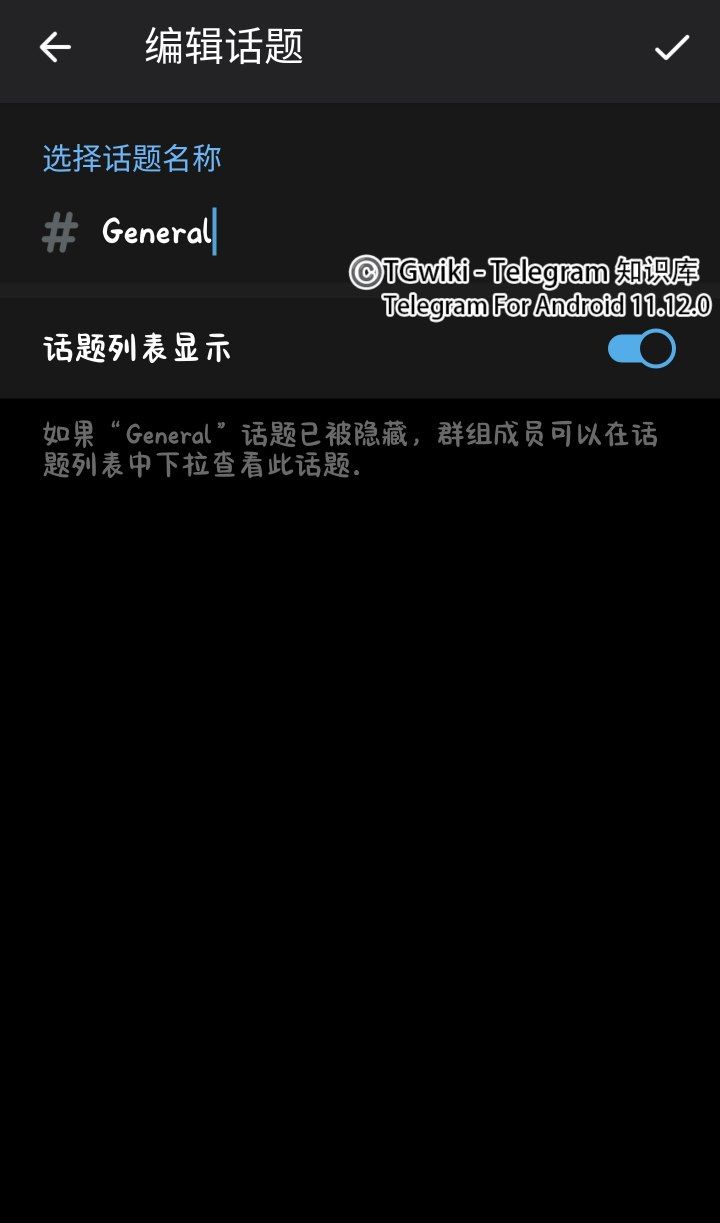 编辑话题
选择话题名称
# General
©TGwiki - Telegram 知识库
Telegram For Android 11.12.0
话题列表显示
如果“General”话题已被隐藏，群组成员可以在话
题列表中下拉查看此话题.